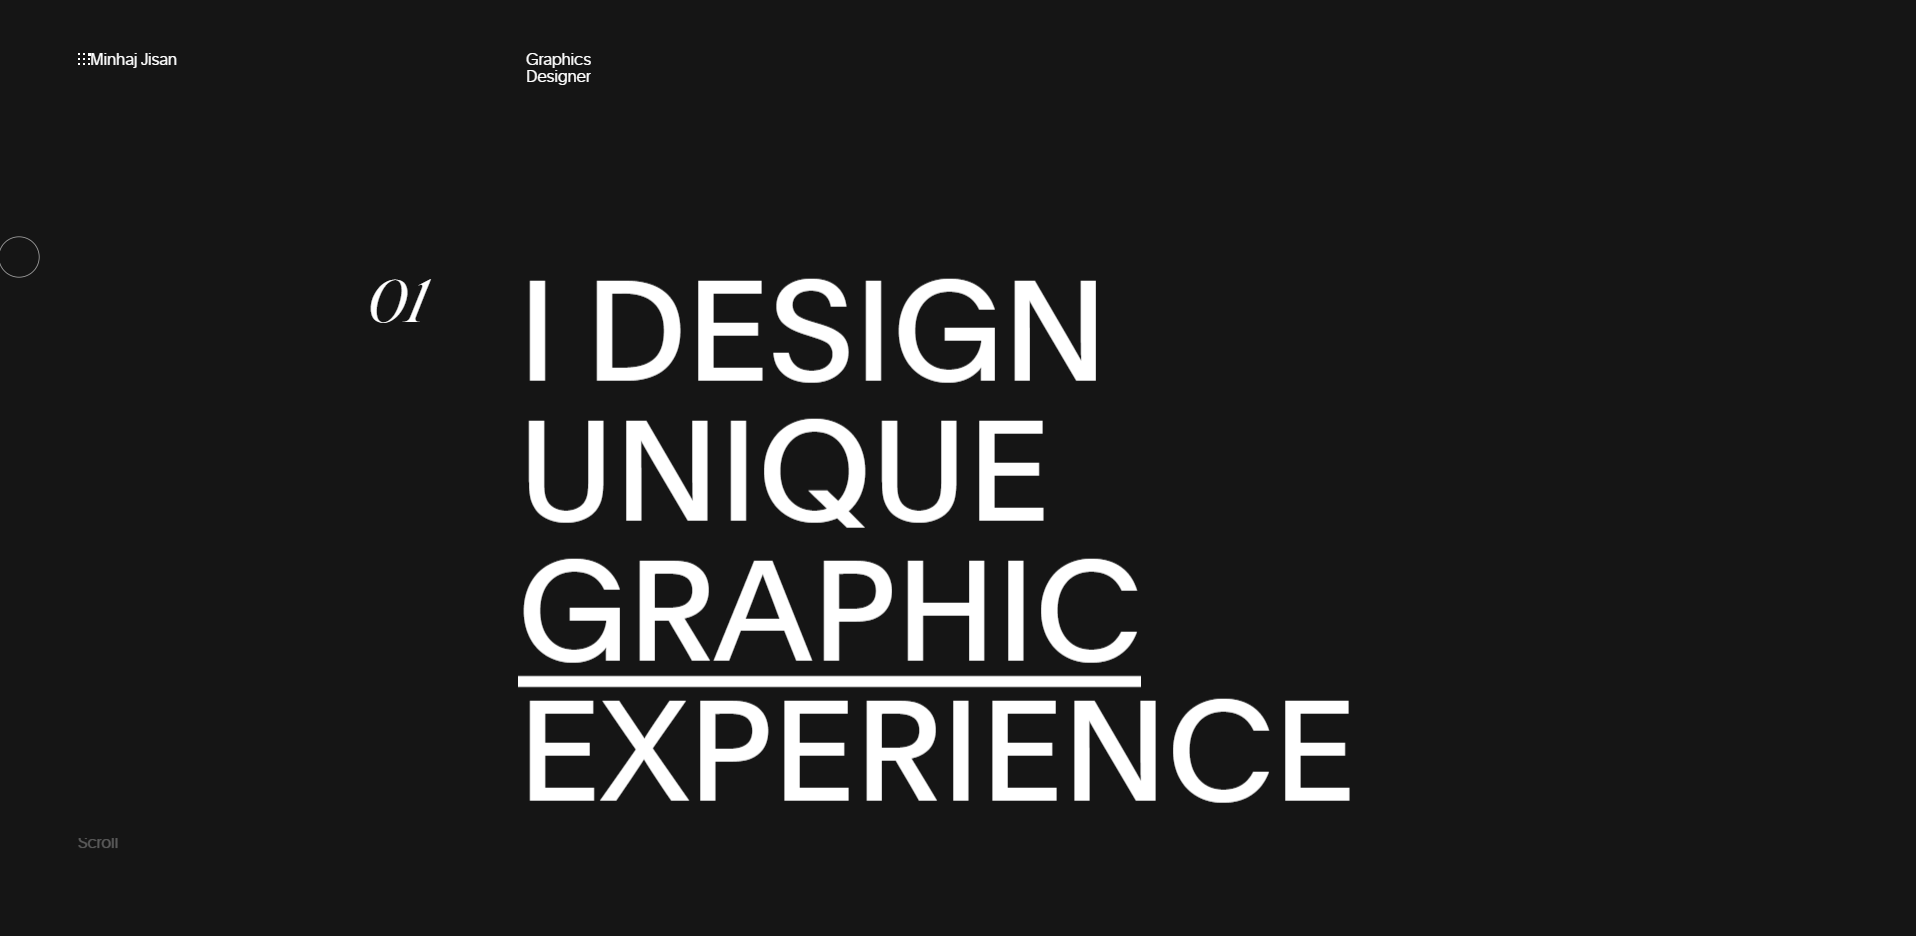 Minhaj Jisan
Graphics
Designer
01
I DESIGN
UNIQUE
GRAPHIC
EXPERIENCE
Scroll